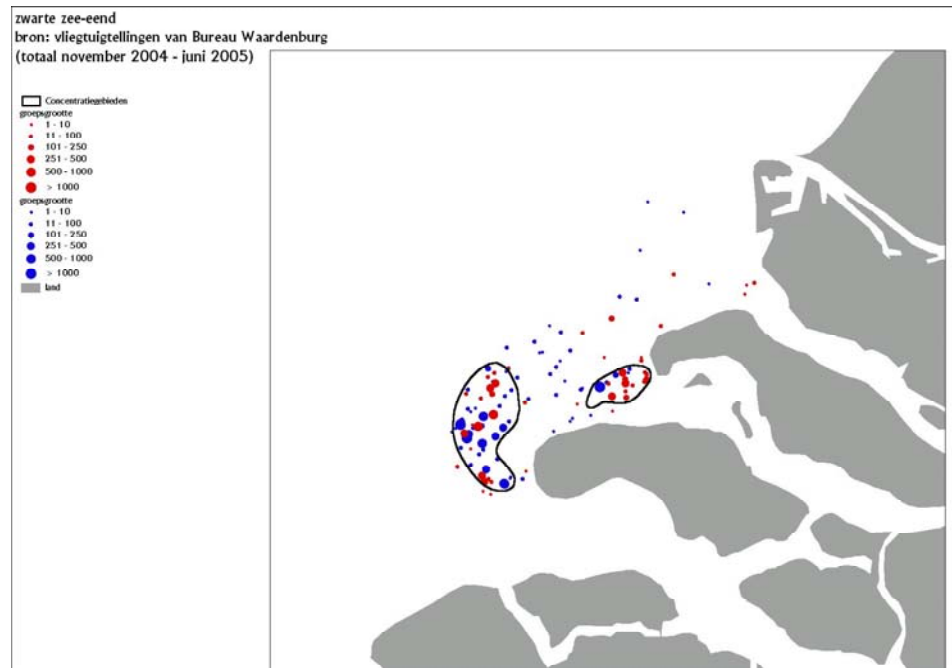 zwarte zee-eend
bron: vliegtuigtellingen van Bureau Waardenburg
(totaal november 2004 - juni 2005)
Concentratiegebieden
groepsgrootte
1 - 10
11 - 100
101 - 250
251 - 500
500 - 1000
> 1000
groepsgrootte
1 - 10
11 - 100
101 - 250
251 - 500
500 - 1000
> 1000
land